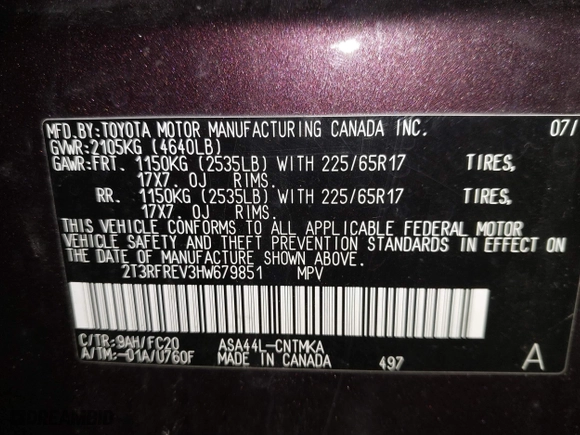 MFD.BY:TOYOTA MOTOR MANUFACTURING CANADA INC. 07/
GVWR:2105KG (4640LB)
GAWR:FRT. 1150KG (2535LB) WITH 225/65R17 TIRES,
17X7. 0J RIMS.
RR. 1150KG (2535LB) WITH 225/65R17 TIRES,
17X7. 0J RIMS.
THIS VEHICLE CONFORMS TO ALL APPLICABLE FEDERAL MOTOR
VEHICLE SAFETY AND THEFT PREVENTION STANDARDS IN EFFECT ON
THE DATE OF MANUFACTURE SHOWN ABOVE.
2T3RFREV3HW679851 MPV
C/TR:9AH/FC20 ASA44L-CNTMKA
A/TM:-01A/U760F MADE IN CANADA 497 A